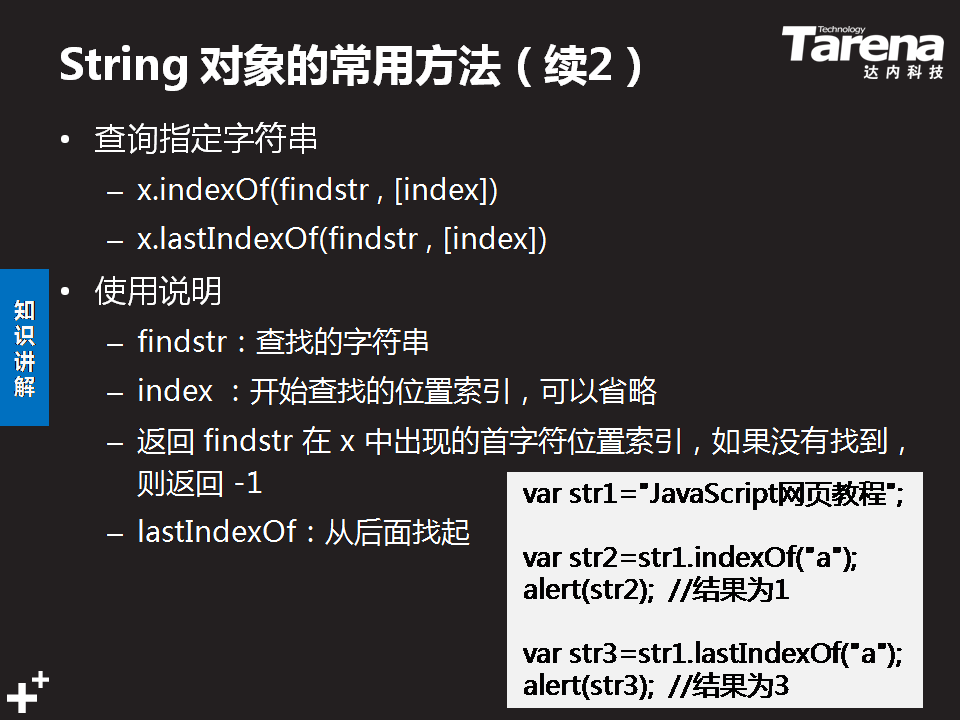 String 对象的常用方法（续2）
Technology
Tarena
达内科技
• 查询指定字符串
– x.indexOf(findstr , [index])
– x.lastIndexOf(findstr , [index])
• 使用说明
– findstr：查找的字符串
– index ：开始查找的位置索引，可以省略
– 返回 findstr 在 x 中出现的首字符位置索引，如果没有找到，
则返回 -1
– lastIndexOf：从后面找起
知识讲解
var str1="JavaScript网页教程";
var str2=str1.indexOf("a");
alert(str2); //结果为1
var str3=str1.lastIndexOf("a");
alert(str3); //结果为3